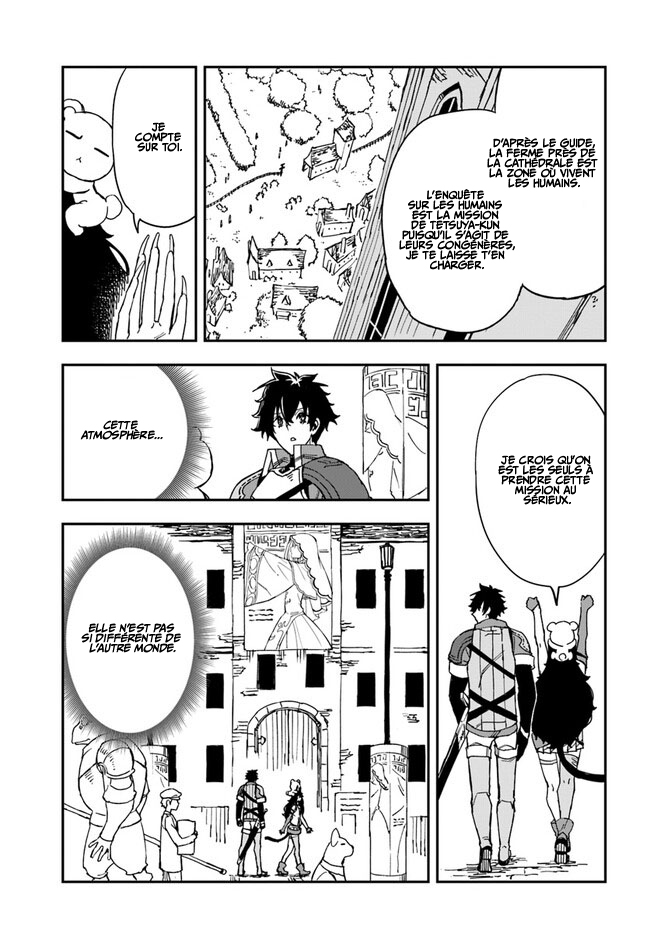 D'APRÈS LE GUIDE,
LA FERME PRÈS DE
LA CATHÉDRALE EST
LA ZONE OÙ VIVENT
LES HUMAINS.
L'ENQUÊTE
SUR LES HUMAINS
EST LA MISSION
DE TETSUYA-KUN
PUISQU'IL S'AGIT DE
LEURS CONGÉNÈRES,
JE TE LAISSE T'EN
CHARGER.
JE
COMPTE
SUR TOI.
JE CROIS QU'ON
EST LES SEULS À
PRENDRE CETTE
MISSION AU
SÉRIEUX.
CETTE
ATMOSPHÈRE...
ELLE N'EST PAS
SI DIFFÉRENTE DE
L'AUTRE MONDE.